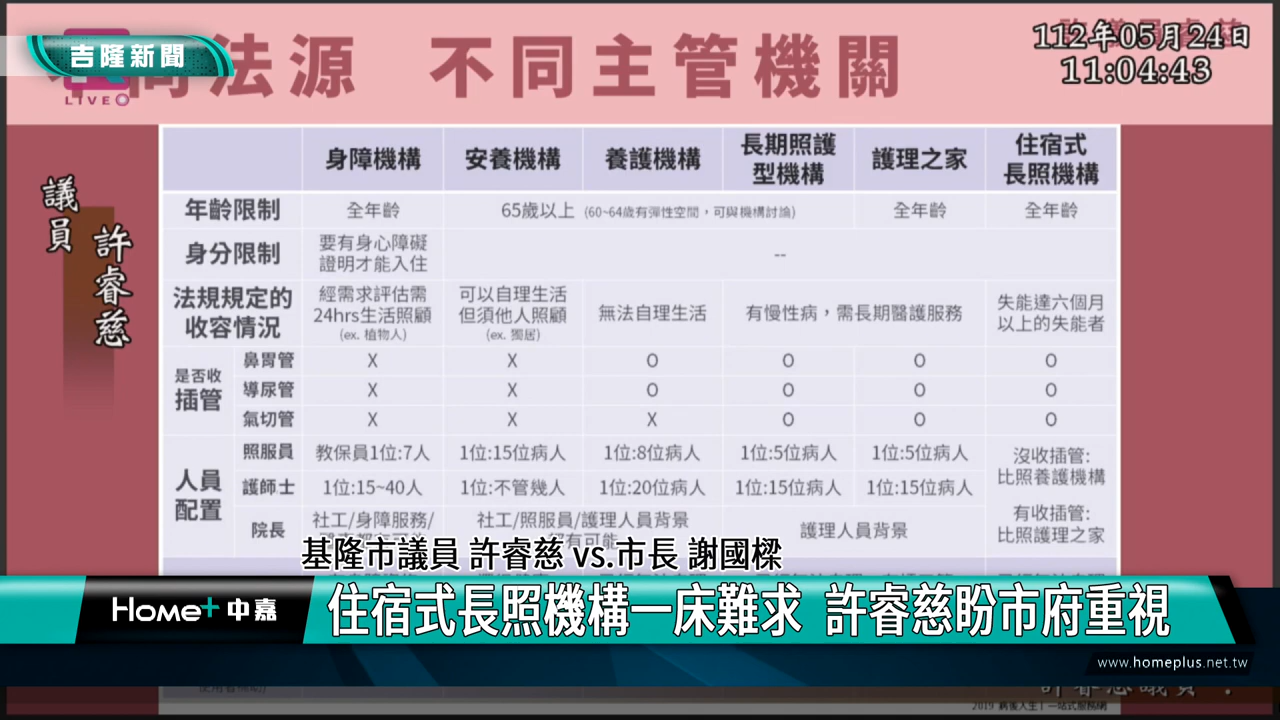 吉隆新聞
LIVE
不同法源 不同主管機關
112年05月24日
11:04:43
議員
許睿慈
身障機構 安養機構 養護機構 長期照護型機構 護理之家 住宿式長照機構
年齡限制 全年齡 65歲以上 (60~64歲有彈性空間,可與機構討論) 全年齡 全年齡
身分限制 要有身心障礙證明才能入住 --
法規規定的收容情況 經需求評估需24hrs生活照顧 (ex. 植物人) 可以自理生活但須他人照顧 (ex. 獨居) 無法自理生活 有慢性病,需長期醫護服務 失能達六個月以上的失能者
是否收插管
鼻胃管 X X O O O O
導尿管 X X O O O O
氣切管 X X X O O O
人員配置
照服員 教保員1位:7人 1位:15位病人 1位:8位病人 1位:5位病人 1位:5位病人 沒收插管: 比照養護機構
護師士 1位:15~40人 1位:不管幾人 1位:20位病人 1位:15位病人 1位:15位病人 有收插管: 比照護理之家
院長 社工/身障服務/ 社工/照服員/護理人員背景 護理人員背景
基隆市議員 許睿慈 vs.市長 謝國樑
Home+中嘉
住宿式長照機構一床難求 許睿慈盼市府重視
www.homeplus.net.tw
2019 病後人生|一站式服務網